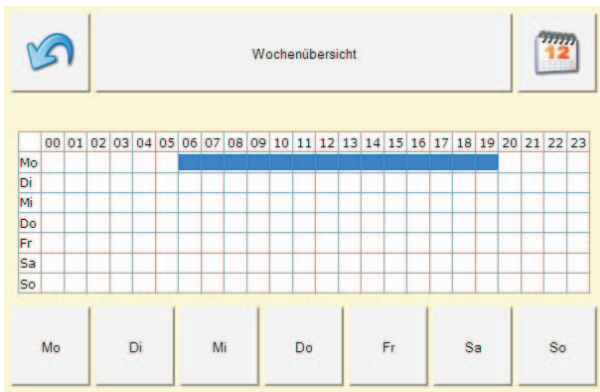 Wochenübersicht
12
00 01 02 03 04 05 06 07 08 09 10 11 12 13 14 15 16 17 18 19 20 21 22 23
Mo
Di
Mi
Do
Fr
Sa
So
Mo Di Mi Do Fr Sa So